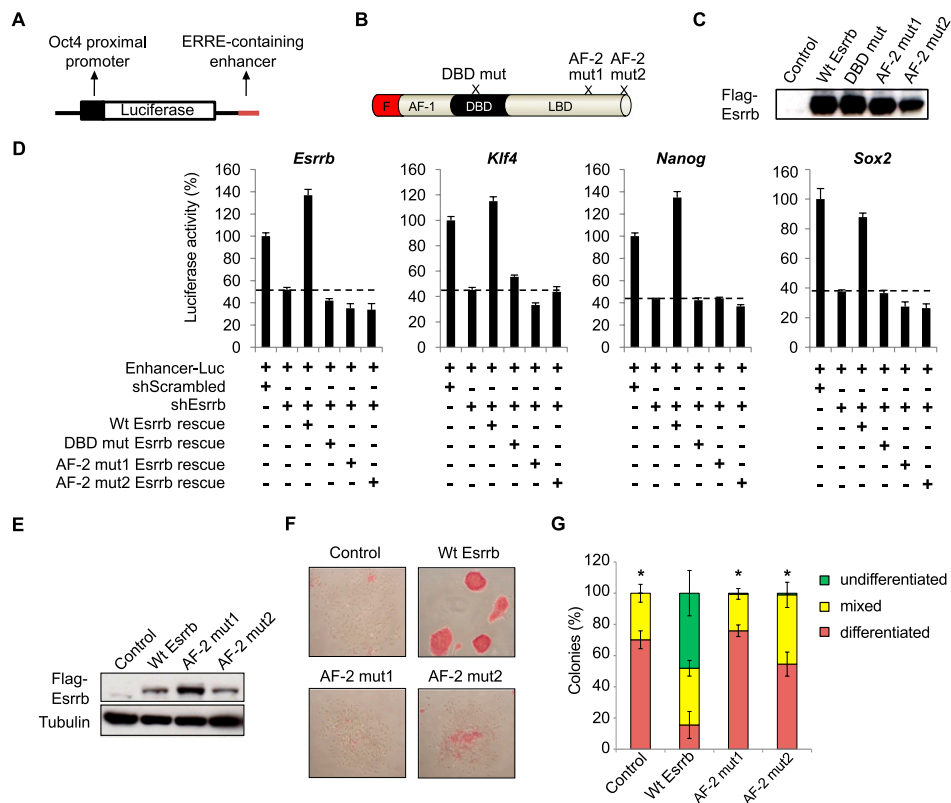 A
Oct4 proximal
promoter
ERRE-containing
enhancer
Luciferase
B
DBD mut
AF-2
mut1
AF-2
mut2
X
X
X
F
AF-1
DBD
LBD
C
Control
Wt Esrrb
DBD mut
AF-2 mut1
AF-2 mut2
Flag-
Esrrb
D
Luciferase activity (%)
Esrrb
160
140
120
100
80
60
40
20
0
Klf4
140
120
100
80
60
40
20
0
Nanog
160
140
120
100
80
60
40
20
0
Sox2
120
100
80
60
40
20
0
Enhancer-Luc + + + + + + + + + + + + + + + + + + + + + + + +
shScrambled + - - - - - + - - - - - + - - - - - + - - - - -
shEsrrb - + + + + + - + + + + + - + + + + + - + + + + +
Wt Esrrb rescue - - + - - - - - + - - - - - + - - - - - + - - -
DBD mut Esrrb rescue - - - + - - - - - + - - - - - + - - - - - + - -
AF-2 mut1 Esrrb rescue - - - - + - - - - - + - - - - - + - - - - - + -
AF-2 mut2 Esrrb rescue - - - - - + - - - - - + - - - - - + - - - - - +
E
Control
Wt Esrrb
AF-2 mut1
AF-2 mut2
Flag-
Esrrb
Tubulin
F
Control
Wt Esrrb
AF-2 mut1
AF-2 mut2
G
Colonies (%)
120
100
80
60
40
20
0
* * *
undifferentiated
mixed
differentiated
Control
Wt Esrrb
AF-2 mut1
AF-2 mut2